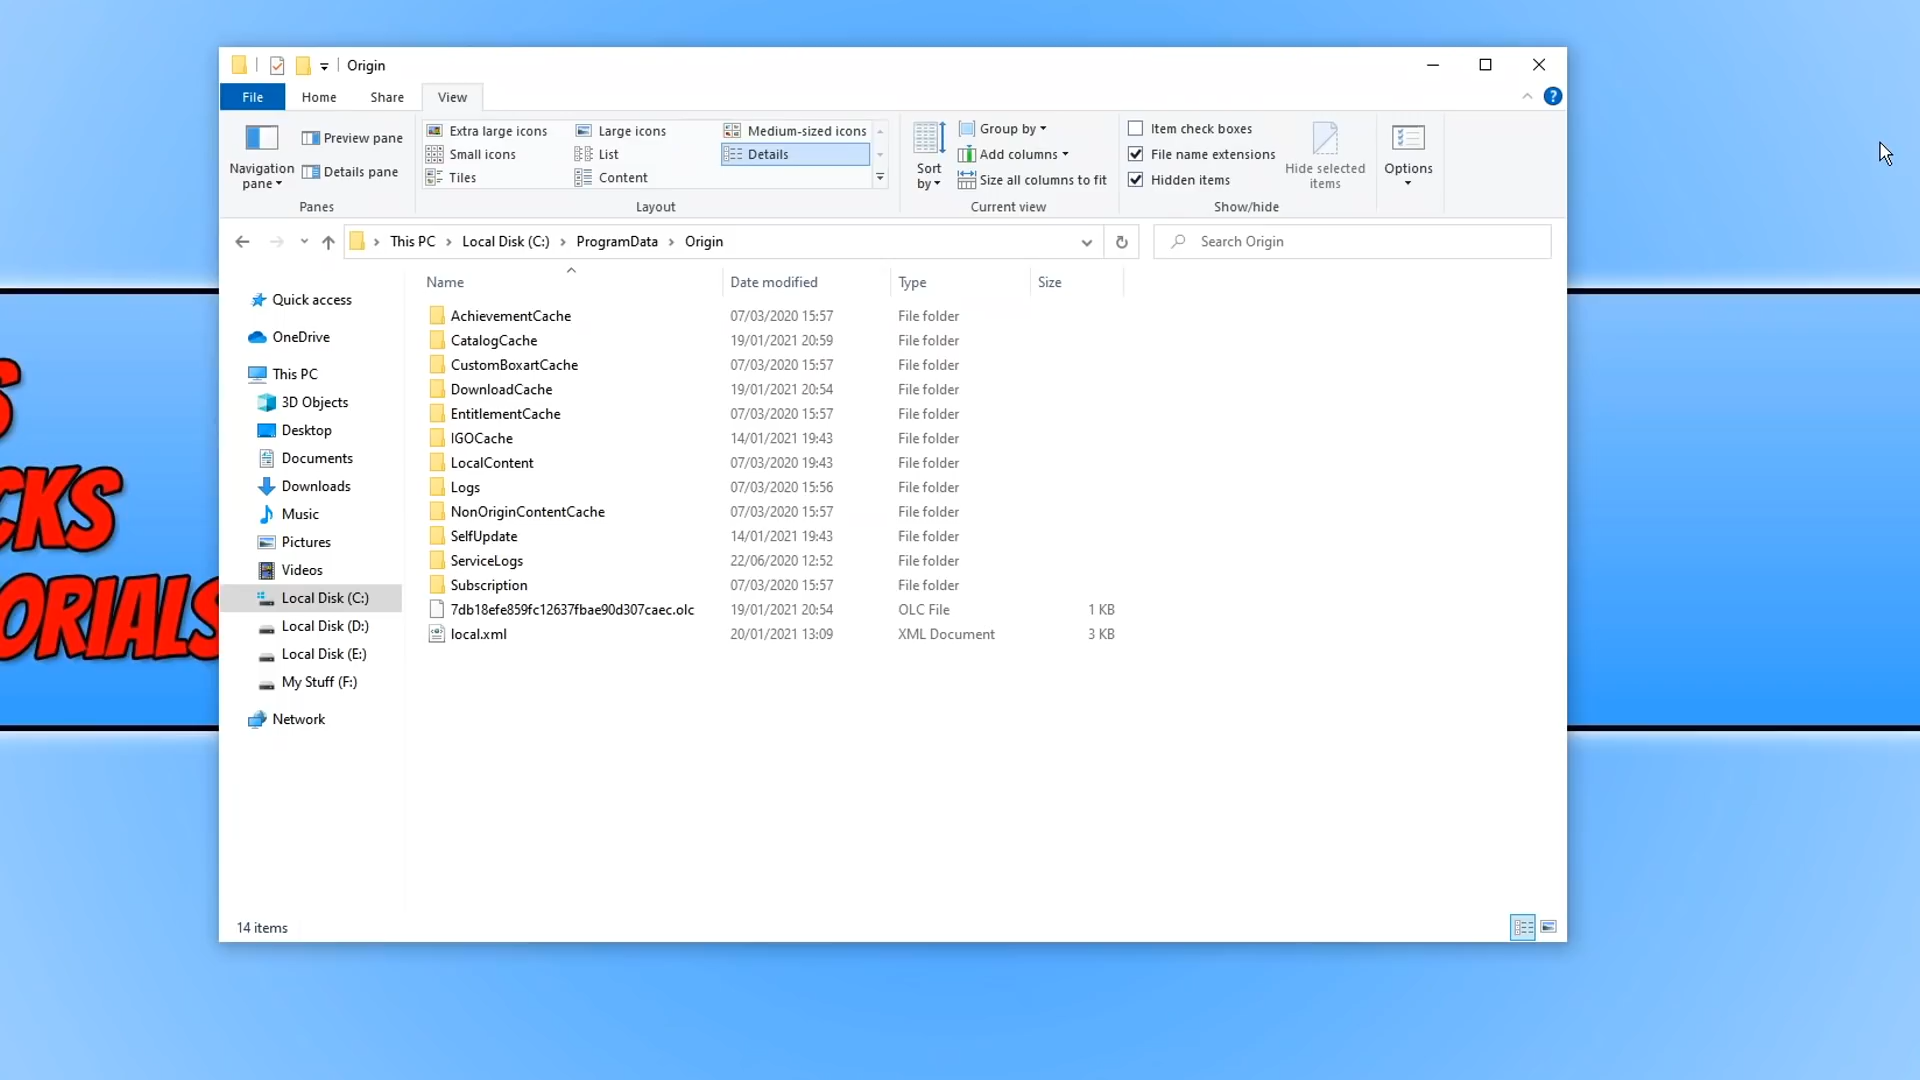 Origin
File Home Share View
Extra large icons Large icons Medium-sized icons
Small icons List Details
Tiles Content
Navigation pane
Preview pane
Details pane
Sort by
Group by
Add columns
Size all columns to fit
Item check boxes
File name extensions
Hidden items
Hide selected items
Options
Panes Layout Current view Show/hide
This PC Local Disk (C:) ProgramData Origin
Search Origin
Name Date modified Type Size
Quick access
OneDrive
This PC
3D Objects
Desktop
Documents
Downloads
Music
Pictures
Videos
Local Disk (C:)
Local Disk (D:)
Local Disk (E:)
My Stuff (F:)
Network
AchievementCache 07/03/2020 15:57 File folder
CatalogCache 19/01/2021 20:59 File folder
CustomBoxartCache 07/03/2020 15:57 File folder
DownloadCache 19/01/2021 20:54 File folder
EntitlementCache 07/03/2020 15:57 File folder
IGOCache 14/01/2021 19:43 File folder
LocalContent 07/03/2020 19:43 File folder
Logs 07/03/2020 15:56 File folder
NonOriginContentCache 07/03/2020 15:57 File folder
SelfUpdate 14/01/2021 19:43 File folder
ServiceLogs 22/06/2020 12:52 File folder
Subscription 07/03/2020 15:57 File folder
7db18efe859fc12637fbae90d307caec.olc 19/01/2021 20:54 OLC File 1 KB
local.xml 20/01/2021 13:09 XML Document 3 KB
14 items
S
CKS
ORIALS